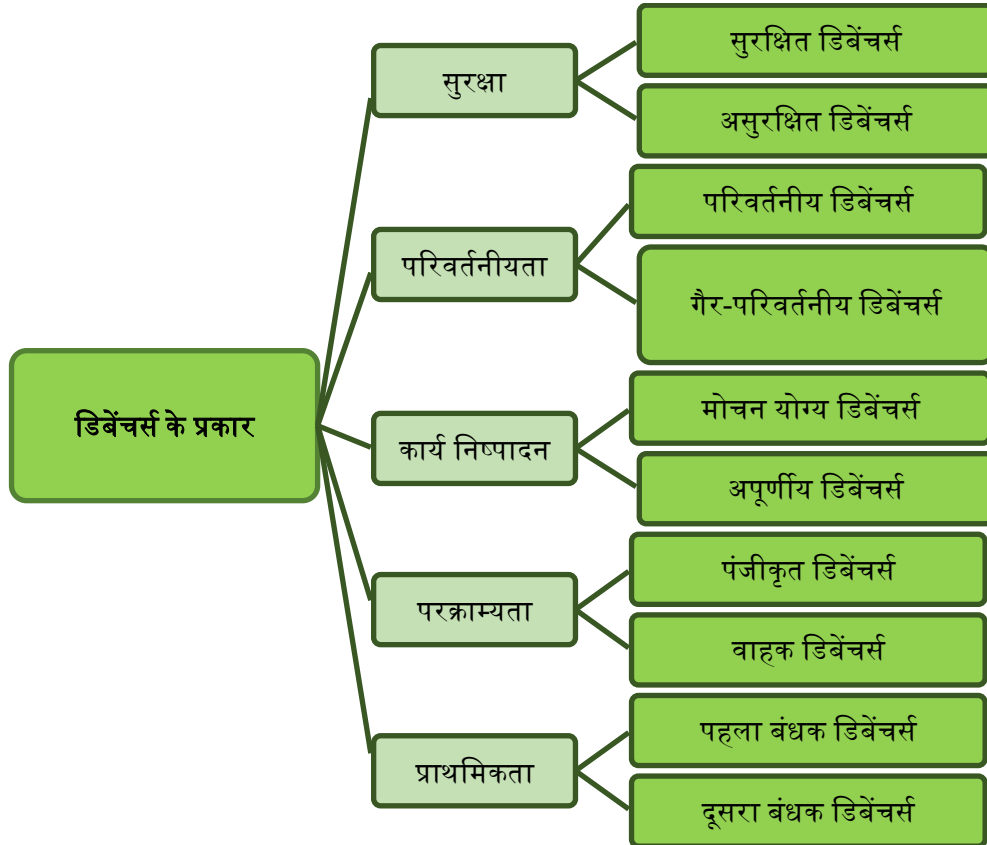 डिबेंचर्स के प्रकार
सुरक्षा
सुरक्षित डिबेंचर्स
असुरक्षित डिबेंचर्स
परिवर्तनीयता
परिवर्तनीय डिबेंचर्स
गैर-परिवर्तनीय डिबेंचर्स
कार्य निष्पादन
मोचन योग्य डिबेंचर्स
अपूर्णीय डिबेंचर्स
परक्राम्यता
पंजीकृत डिबेंचर्स
वाहक डिबेंचर्स
प्राथमिकता
पहला बंधक डिबेंचर्स
दूसरा बंधक डिबेंचर्स